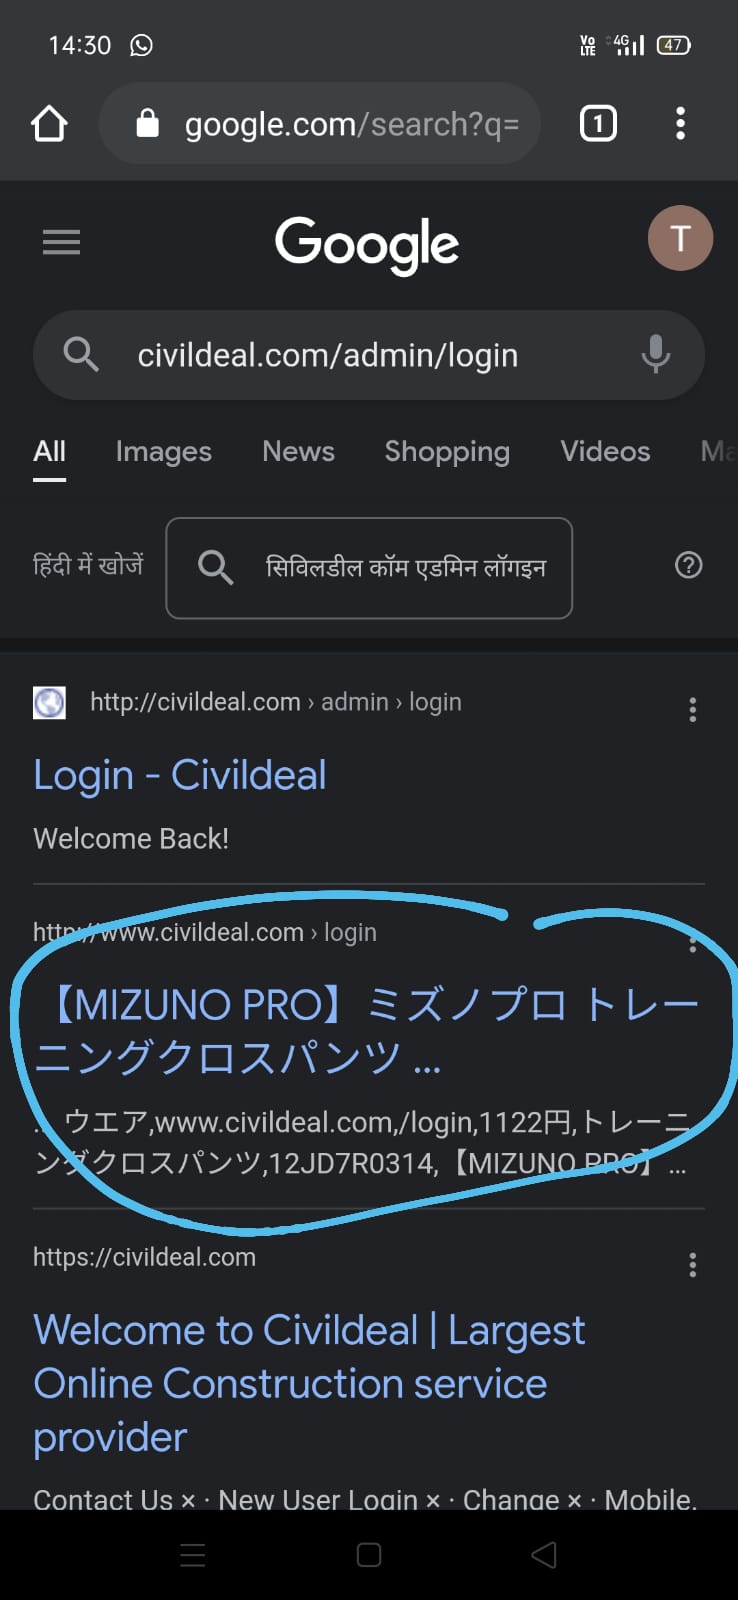 14:30
Vo LTE 4G 47
google.com/search?q=
1
Google
T
civildeal.com/admin/login
All Images News Shopping Videos Ma
हिंदी में खोजें सिविलडील कॉम एडमिन लॉगइन
http://civildeal.com › admin › login
Login - Civildeal
Welcome Back!
http://www.civildeal.com › login
【MIZUNO PRO】ミズノプロ トレー
ニングクロスパンツ ...
... ウエア,www.civildeal.com,/login,1122円,トレーニ
ングクロスパンツ,12JD7R0314,【MIZUNO PRO】 ...
https://civildeal.com
Welcome to Civildeal | Largest
Online Construction service
provider
Contact Us × · New User Login × · Change × · Mobile.